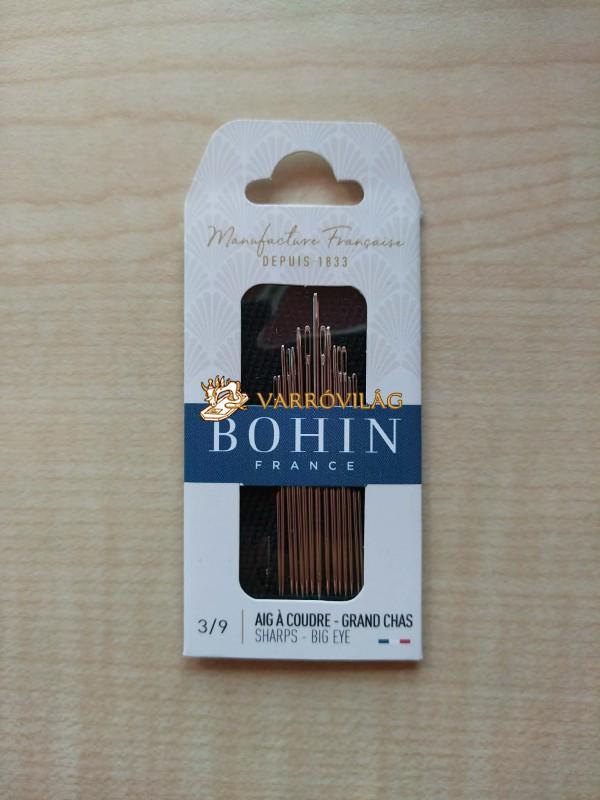 Manufacture Française
DEPUIS 1833
VARRÓVILÁG
BOHIN
FRANCE
3/9
AIG À COUDRE - GRAND CHAS
SHARPS - BIG EYE